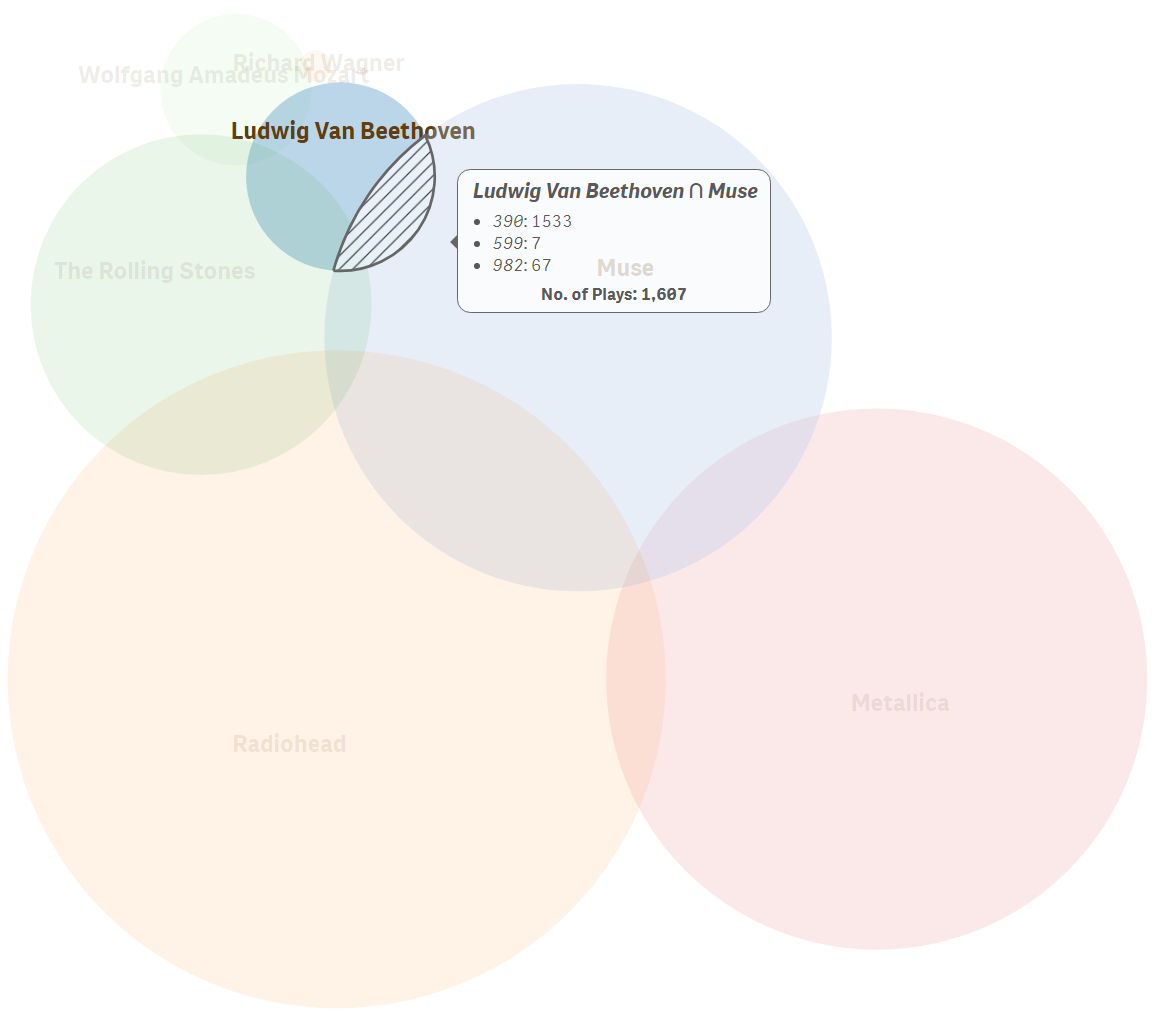 Richard Wagner
Wolfgang Amadeus Mozart
Ludwig Van Beethoven
Ludwig Van Beethoven ∩ Muse
390: 1533
599: 7
982: 67
Muse
No. of Plays: 1,607
The Rolling Stones
Metallica
Radiohead